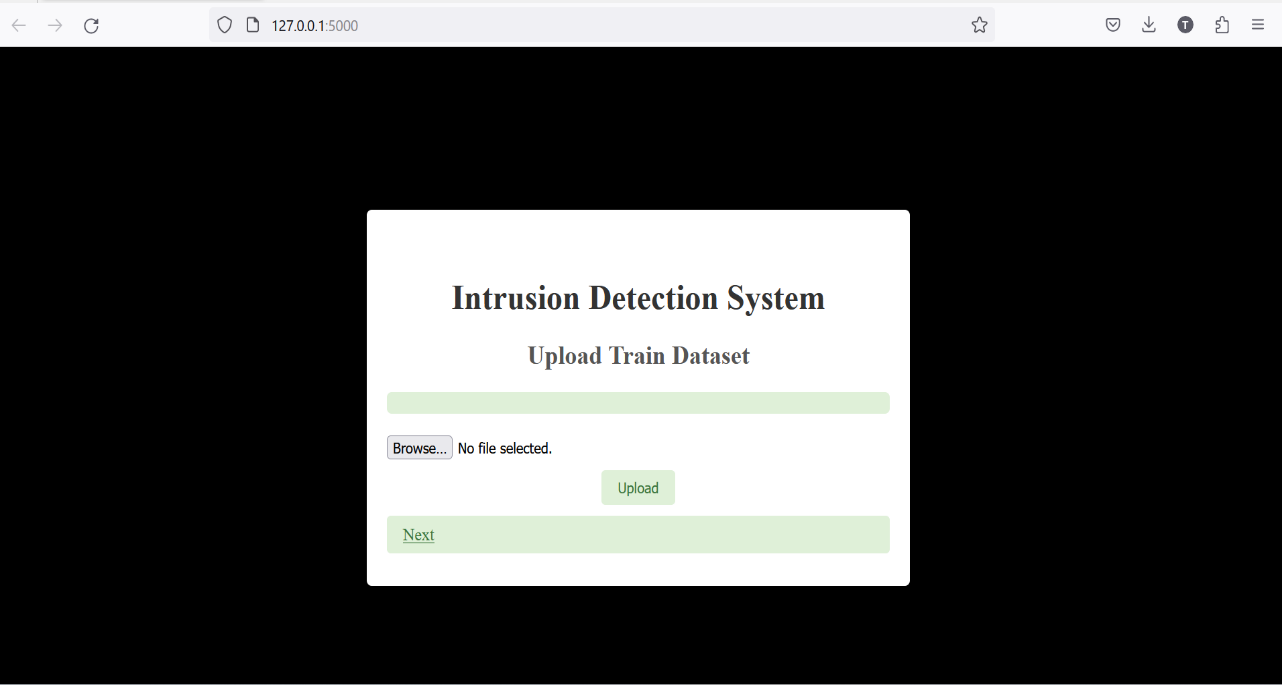 127.0.0.1:5000
T
Intrusion Detection System
Upload Train Dataset
Browse... No file selected.
Upload
Next